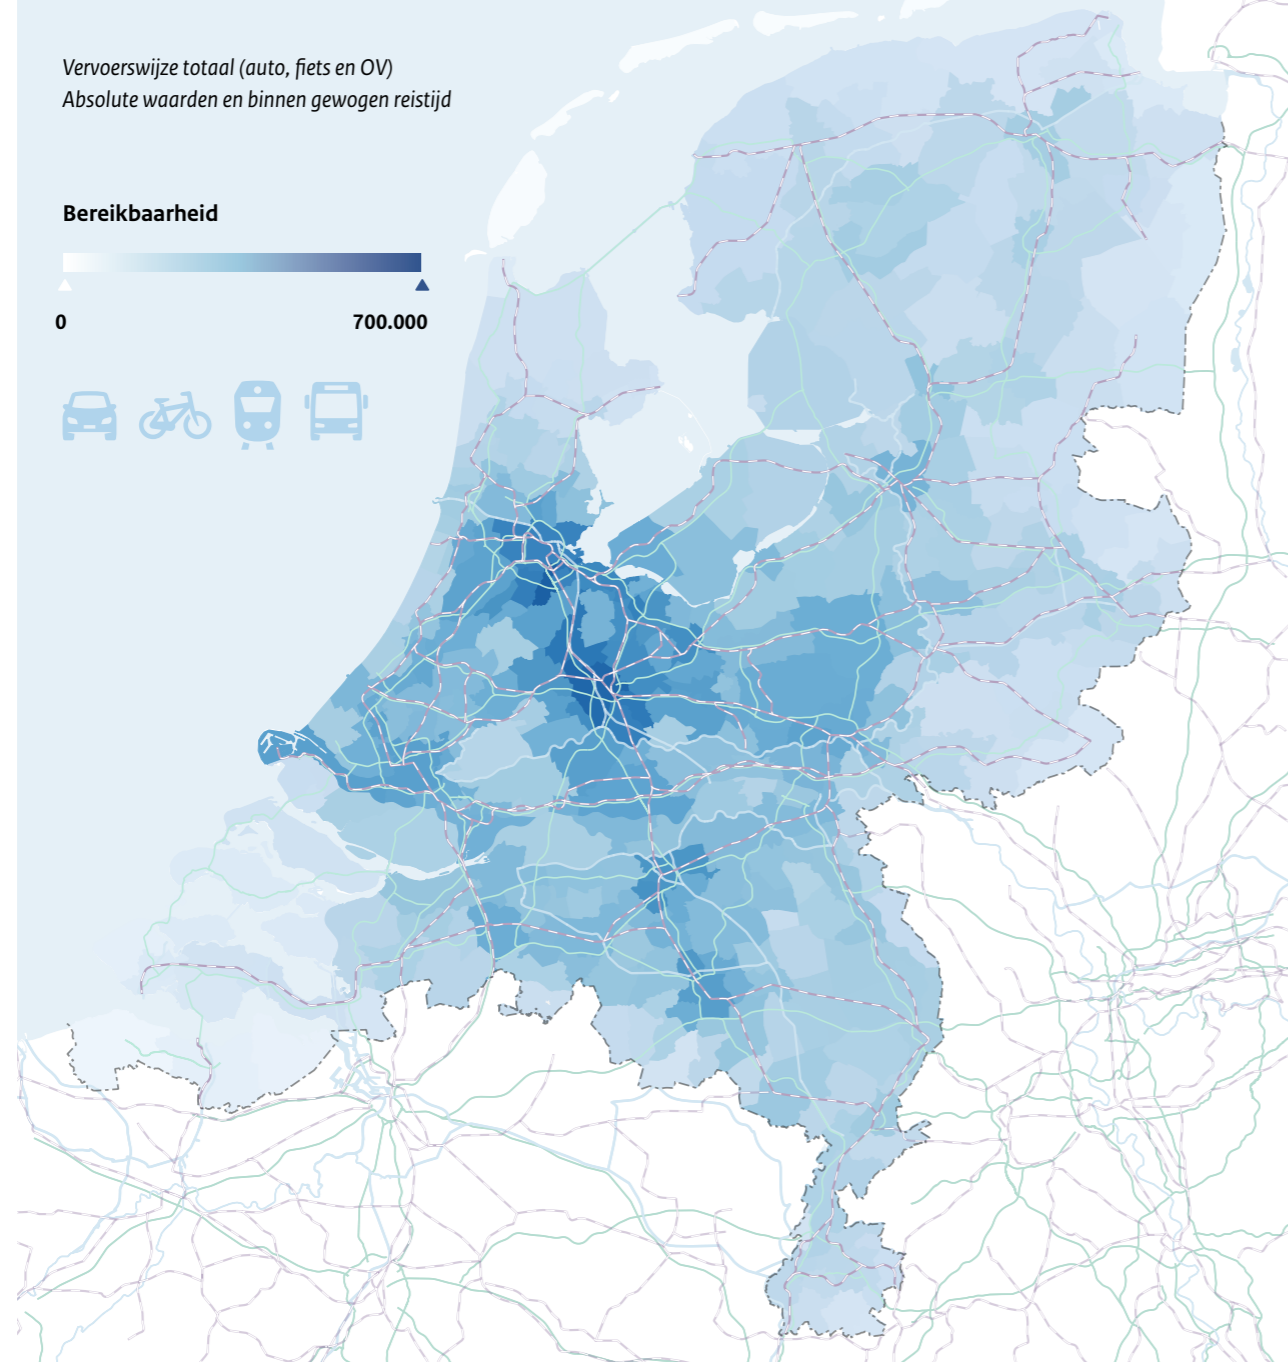 Vervoerswijze totaal (auto, fiets en OV)
Absolute waarden en binnen gewogen reistijd
Bereikbaarheid
0 700.000